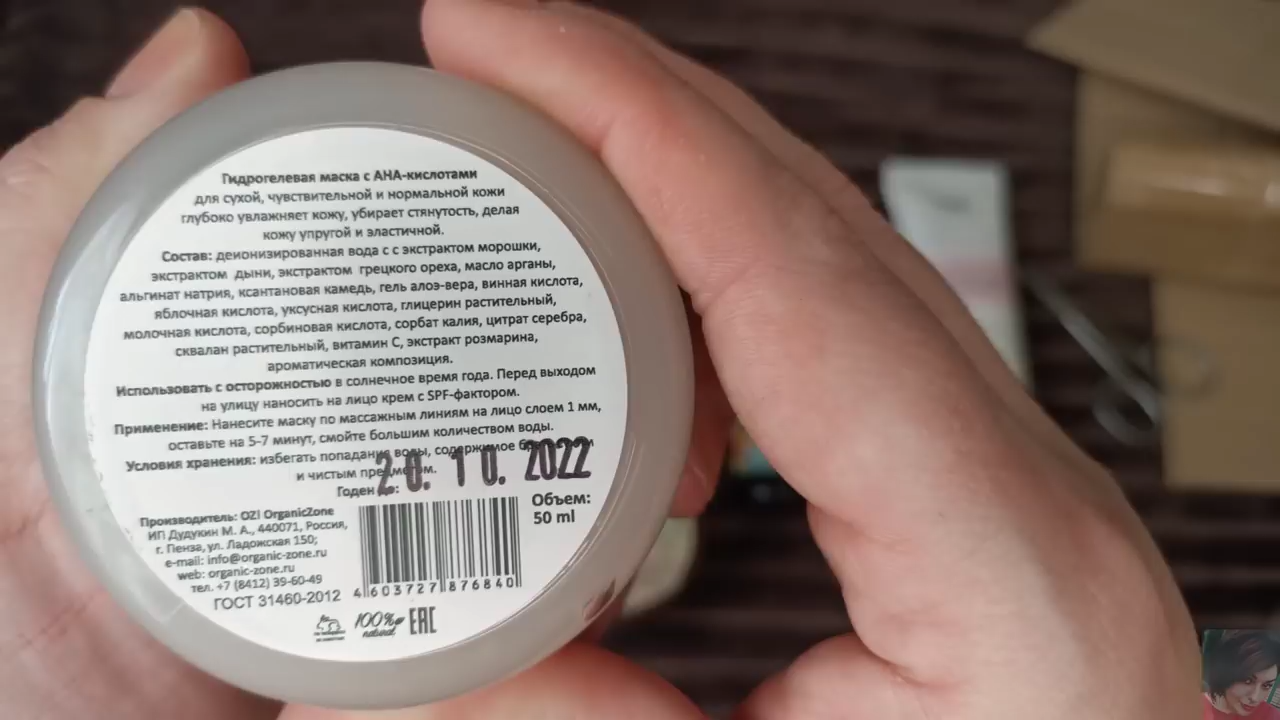 Гидрогелевая маска с АНА-кислотами
для сухой, чувствительной и нормальной кожи
глубоко увлажняет кожу, убирает стянутость, делая
кожу упругой и эластичной.
Состав: деионизированная вода с с экстрактом морошки,
экстрактом дыни, экстрактом грецкого ореха, масло арганы,
альгинат натрия, ксантановая камедь, гель алоэ-вера, винная кислота,
яблочная кислота, уксусная кислота, глицерин растительный,
молочная кислота, сорбиновая кислота, сорбат калия, цитрат серебра,
сквалан растительный, витамин С, экстракт розмарина,
ароматическая композиция.
Использовать с осторожностью в солнечное время года. Перед выходом
на улицу наносить на лицо крем с SPF-фактором.
Применение: Нанесите маску по массажным линиям на лицо слоем 1 мм,
оставьте на 5-7 минут, смойте большим количеством воды.
Условия хранения: избегать попадания воды, содержимое
и чистым предметом.
Годен до: 20. 10. 2022
Производитель: OZ! OrganicZone
ИП Дудукин М. А., 440071, Россия,
г. Пенза, ул. Ладожская 150;
e-mail: info@organic-zone.ru
web: organic-zone.ru
тел. +7 (8412) 39-60-49
ГОСТ 31460-2012
Объем:
50 ml
4 603727 876840
100% natural EAC